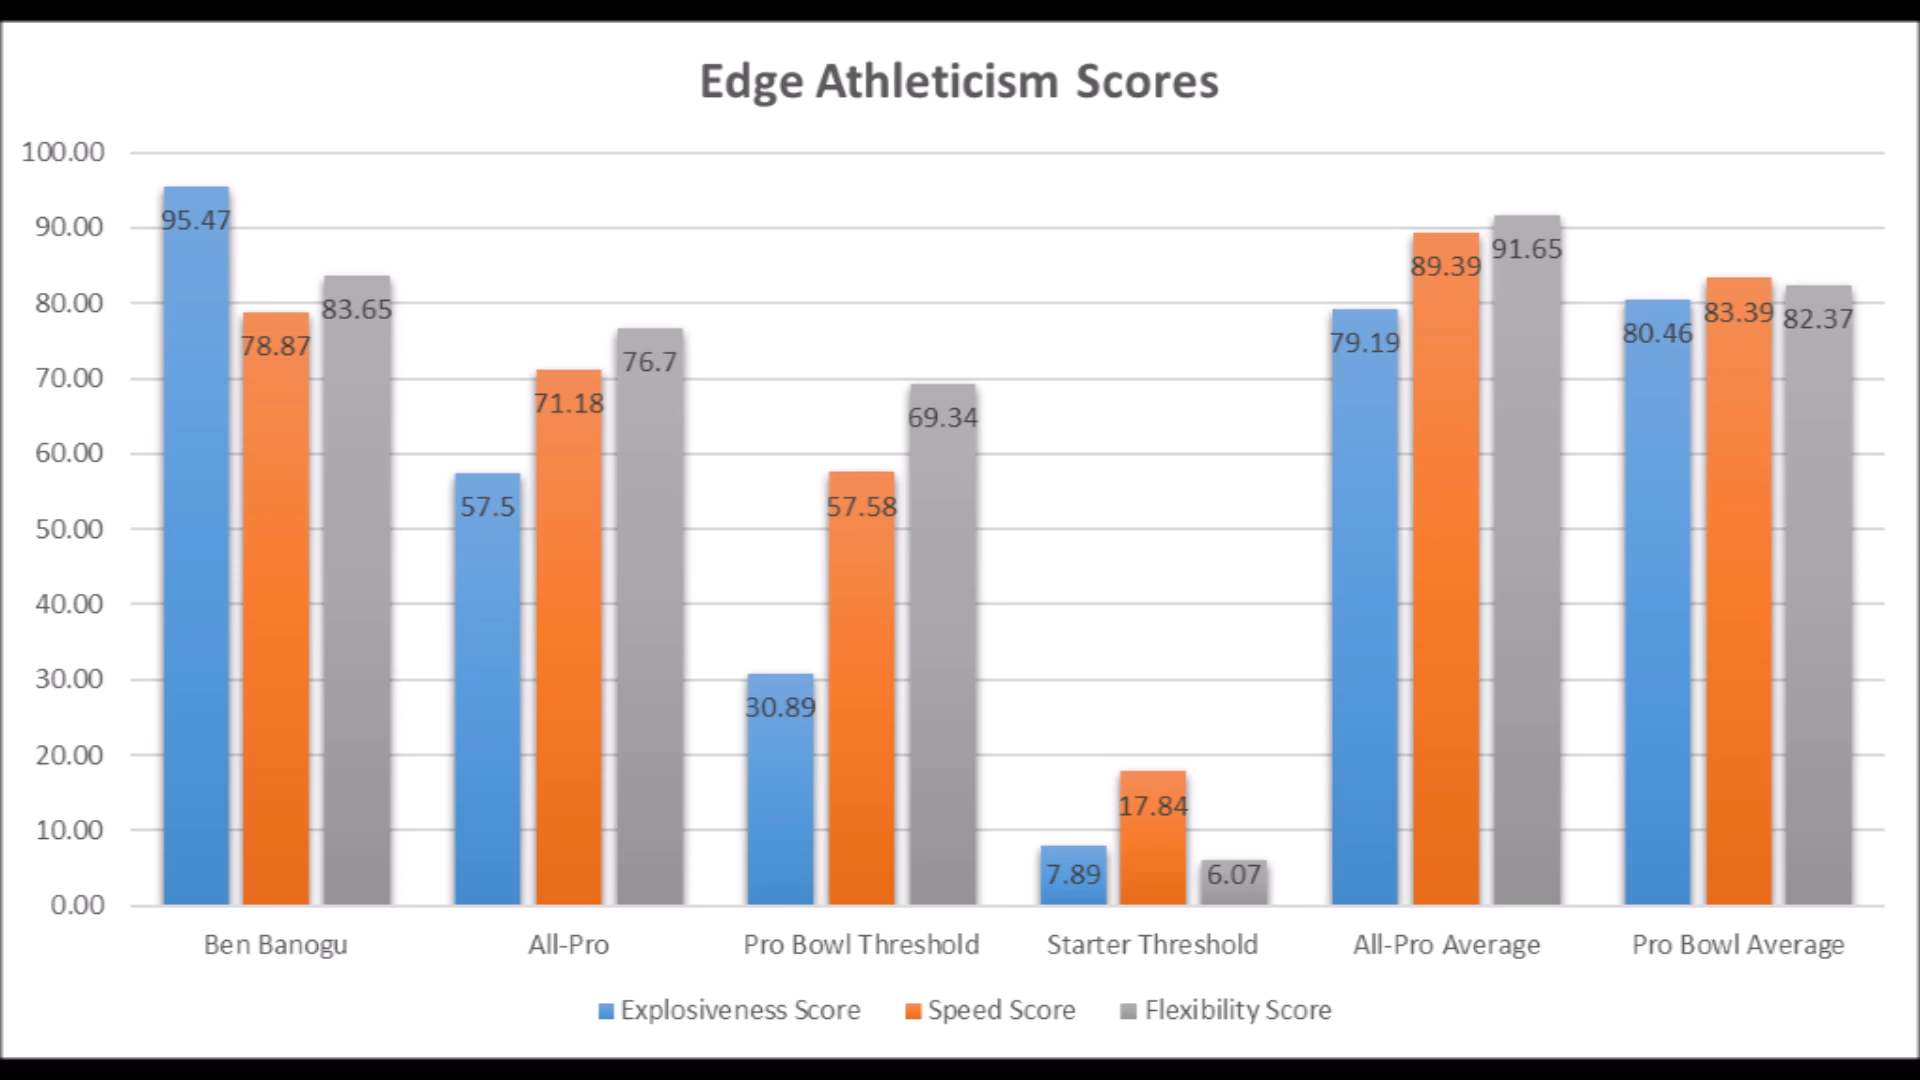 Edge Athleticism Scores
100.00
90.00
80.00
70.00
60.00
50.00
40.00
30.00
20.00
10.00
0.00
95.47
78.87
83.65
57.5
71.18
76.7
30.89
57.58
69.34
7.89
17.84
6.07
79.19
89.39
91.65
80.46
83.39
82.37
Ben Banogu
All-Pro
Pro Bowl Threshold
Starter Threshold
All-Pro Average
Pro Bowl Average
Explosiveness Score
Speed Score
Flexibility Score